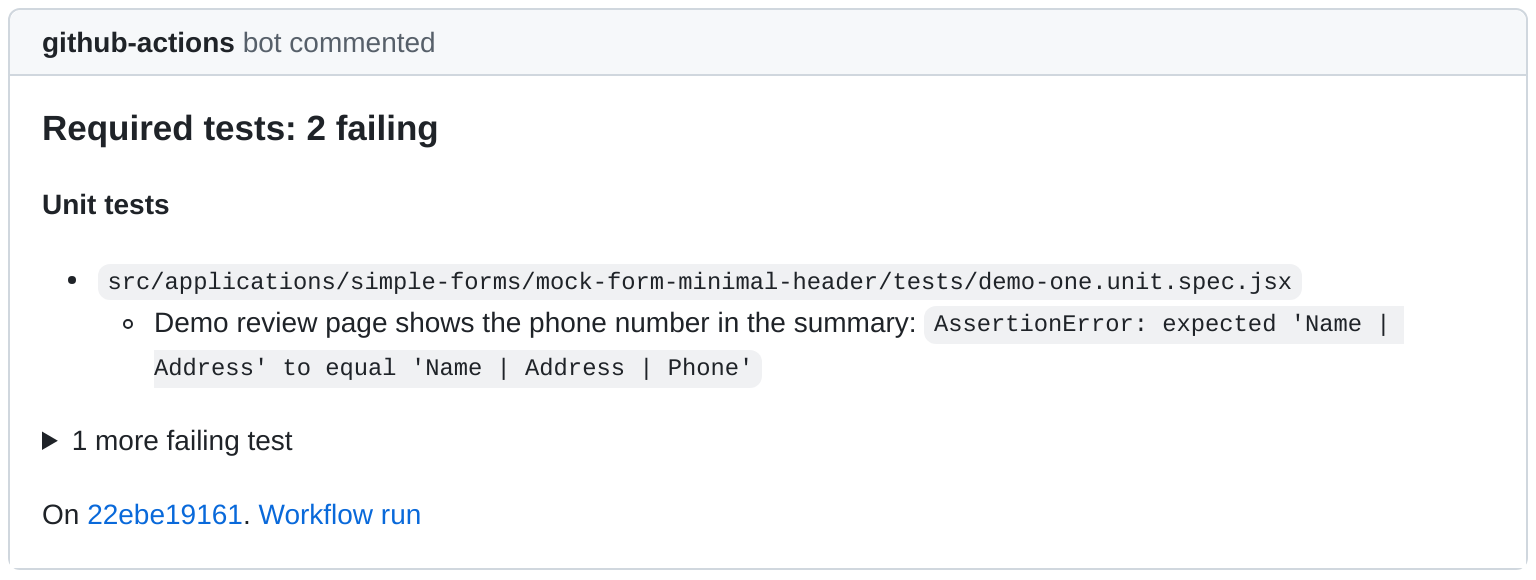 github-actions bot commented
Required tests: 2 failing
Unit tests
src/applications/simple-forms/mock-form-minimal-header/tests/demo-one.unit.spec.jsx
Demo review page shows the phone number in the summary: AssertionError: expected 'Name |
Address' to equal 'Name | Address | Phone'
1 more failing test
On 22ebe19161. Workflow run